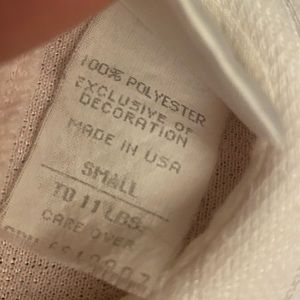 100% POLYESTER
EXCLUSIVE OF
DECORATION
MADE IN USA
SMALL
TO 11 LBS.
CARE OVER